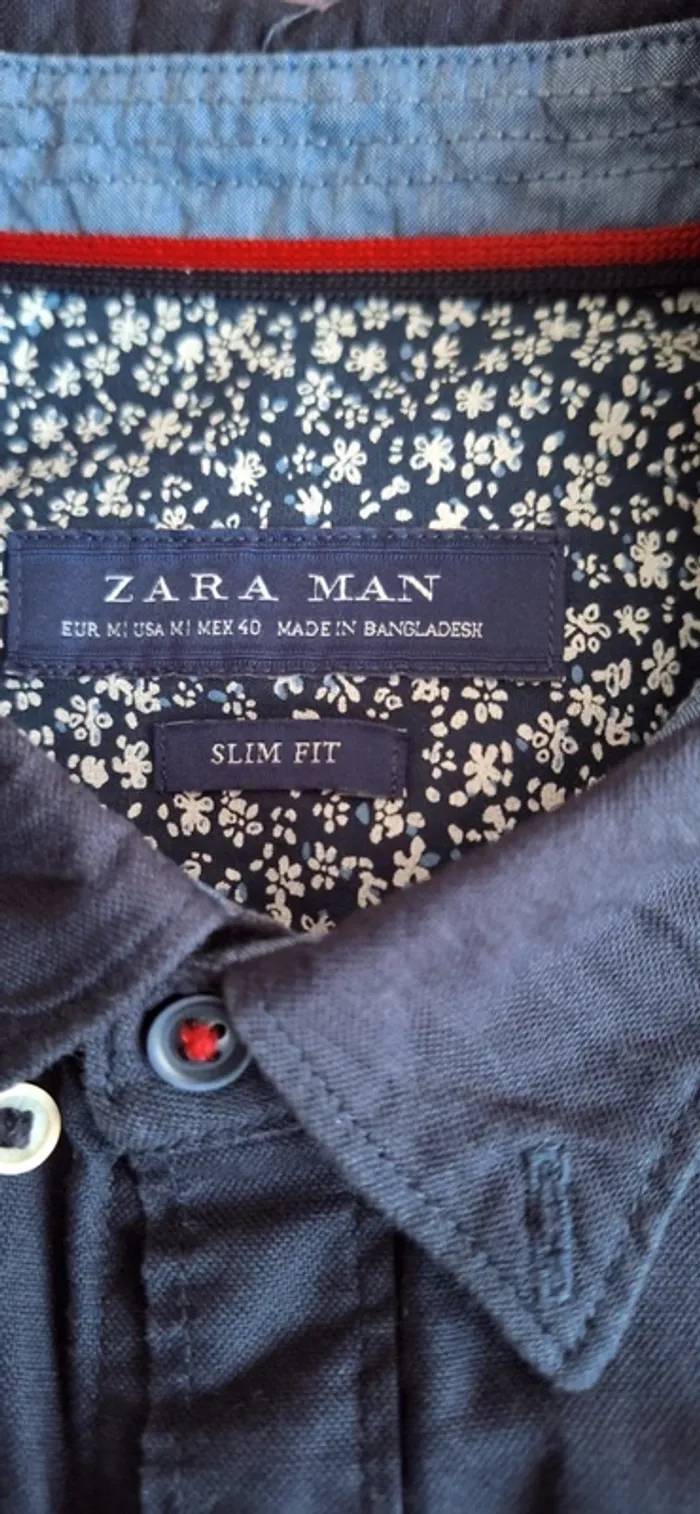 ZARA MAN
EUR M| USA M| MEX 40 MADE IN BANGLADESH
SLIM FIT